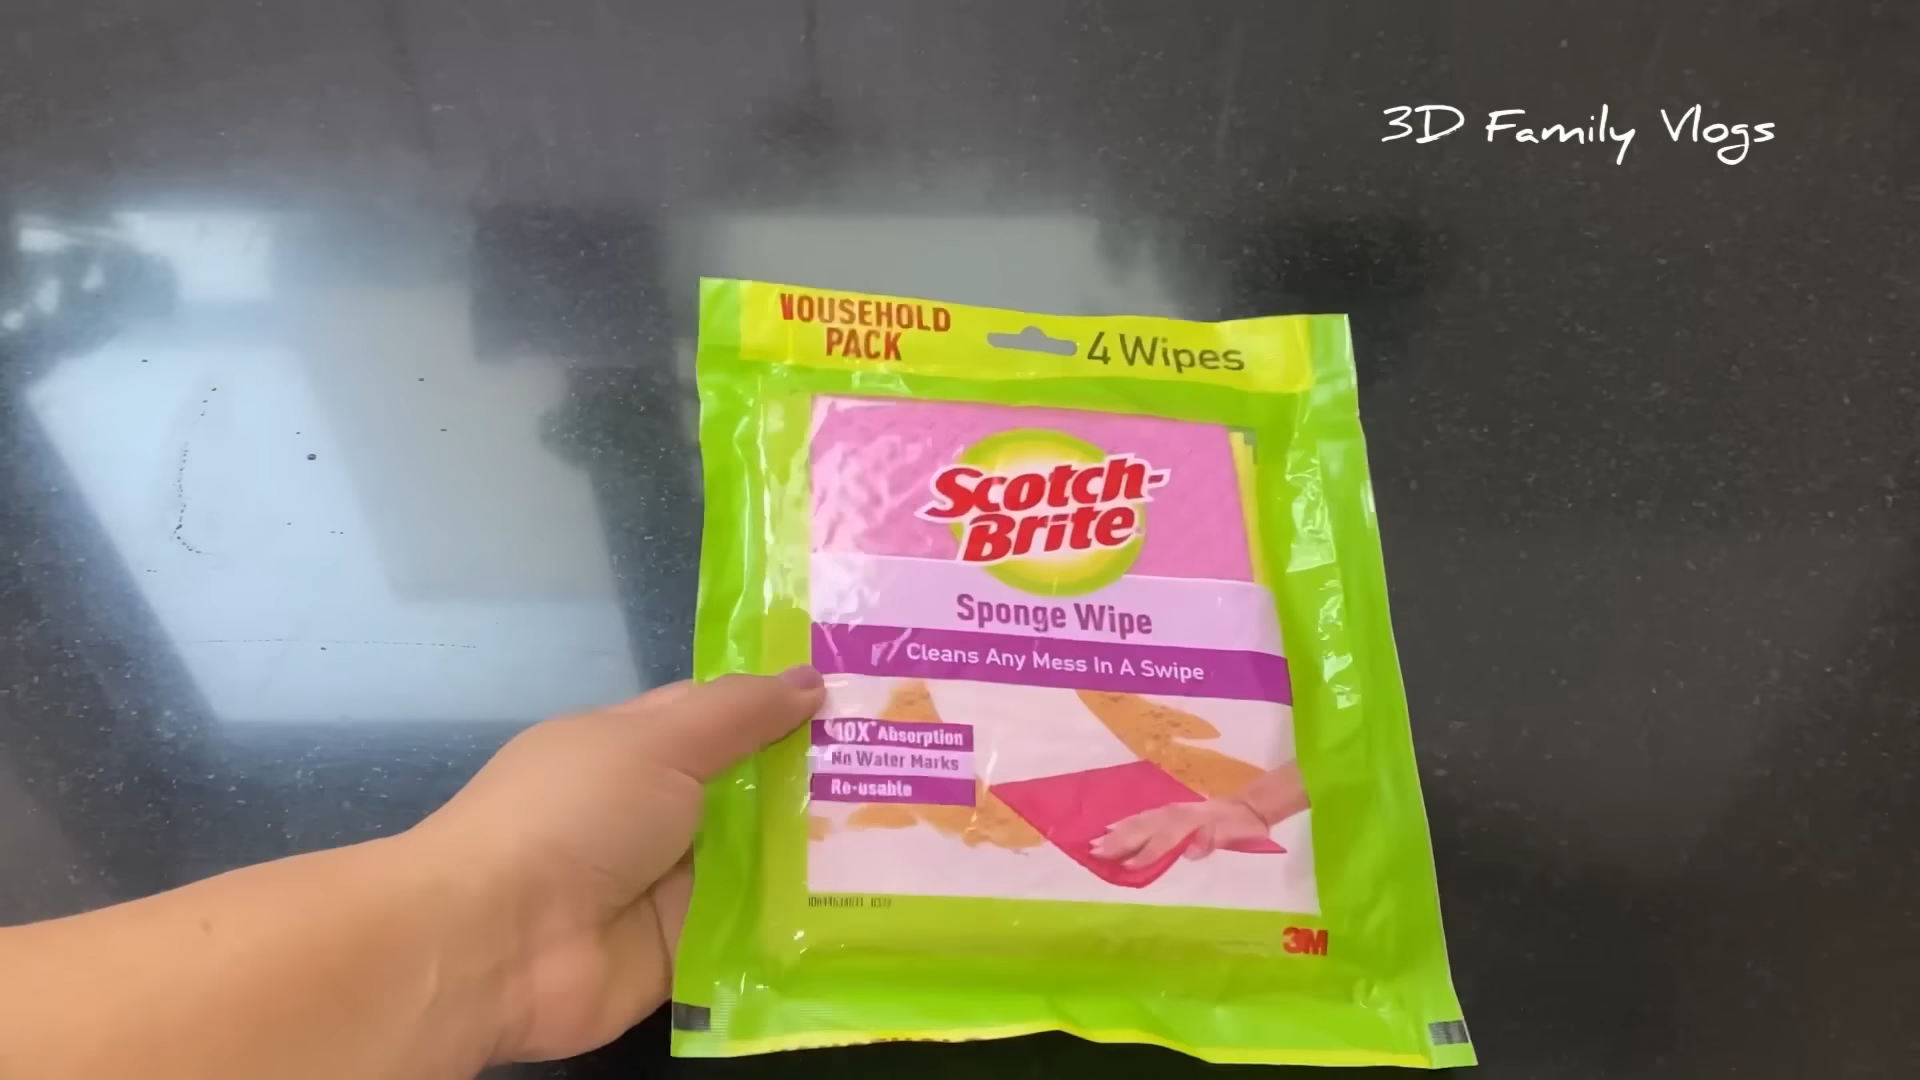 3D Family Vlogs
HOUSEHOLD
PACK
4 Wipes
Scotch-
Brite
Sponge Wipe
Cleans Any Mess In A Swipe
10X* Absorption
No Water Marks
Re-usable
3M